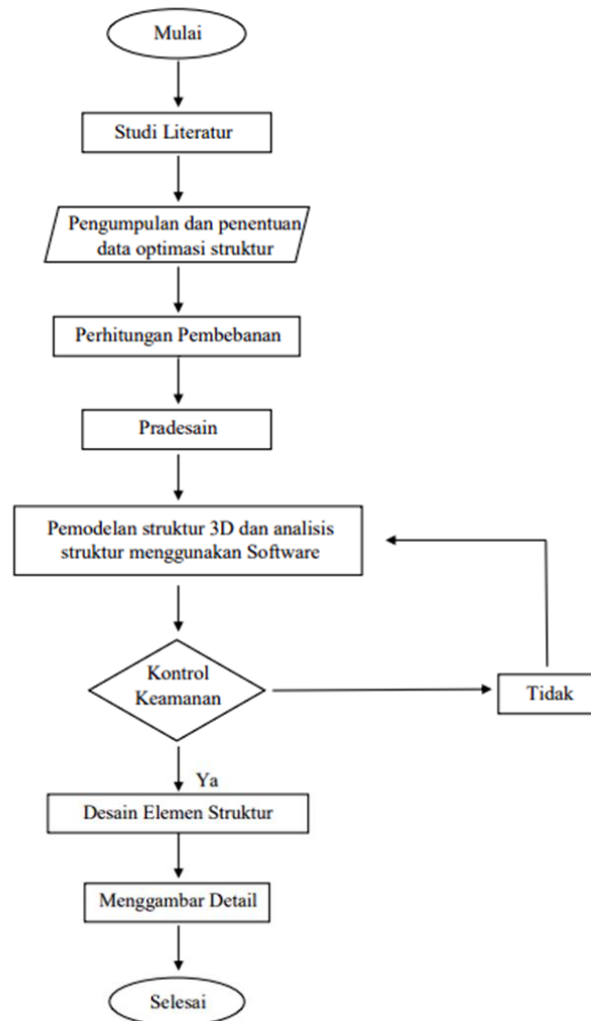 Mulai
Studi Literatur
Pengumpulan dan penentuan
data optimasi struktur
Perhitungan Pembebanan
Pradesain
Pemodelan struktur 3D dan analisis
struktur menggunakan Software
Kontrol
Keamanan
Tidak
Ya
Desain Elemen Struktur
Menggambar Detail
Selesai